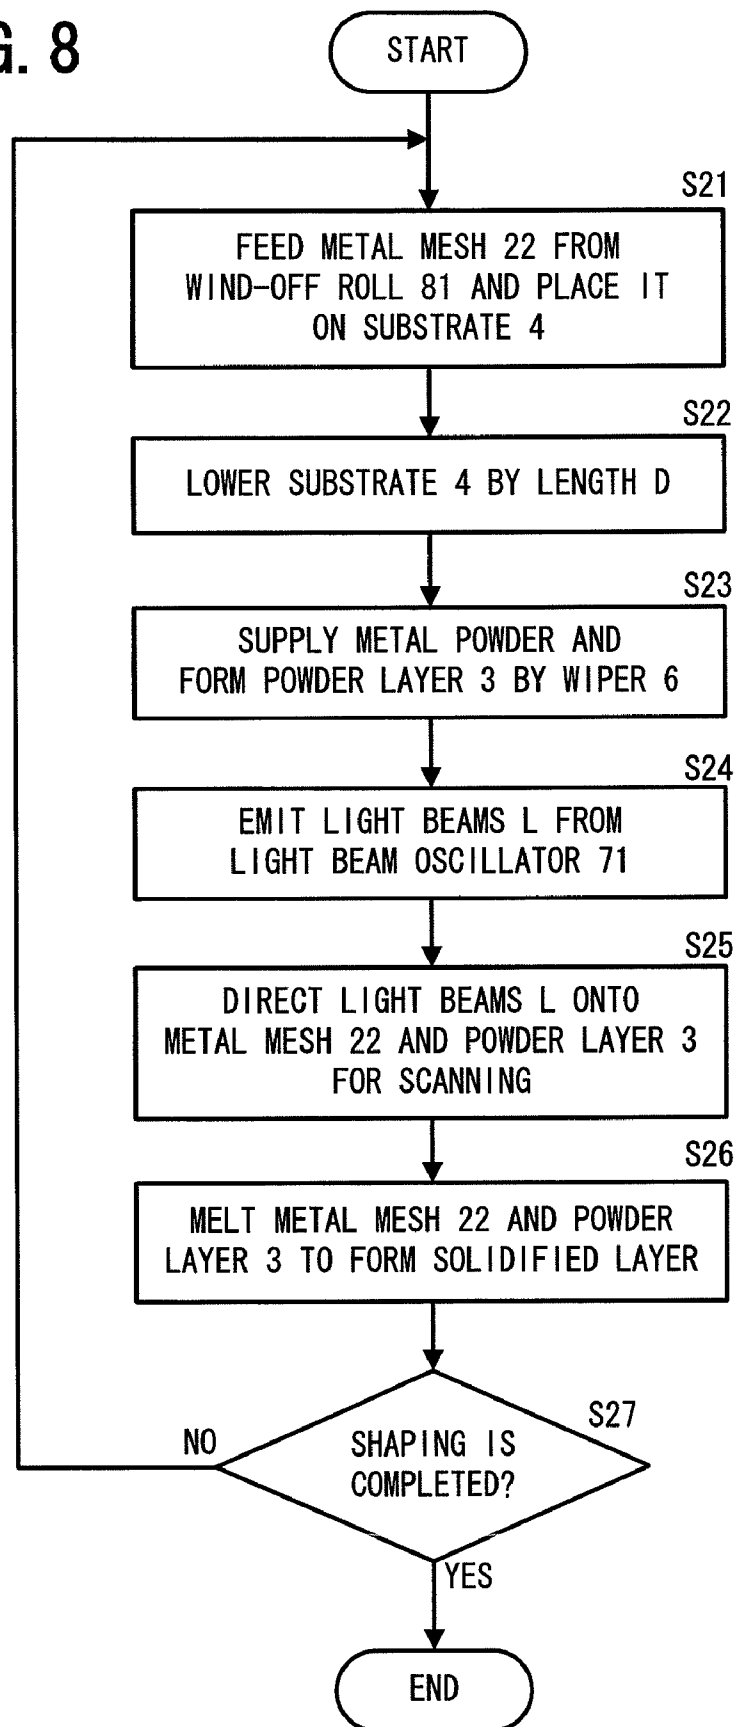 G. 8
START
S21
FEED METAL MESH 22 FROM
WIND-OFF ROLL 81 AND PLACE IT
ON SUBSTRATE 4
S22
LOWER SUBSTRATE 4 BY LENGTH D
S23
SUPPLY METAL POWDER AND
FORM POWDER LAYER 3 BY WIPER 6
S24
EMIT LIGHT BEAMS L FROM
LIGHT BEAM OSCILLATOR 71
S25
DIRECT LIGHT BEAMS L ONTO
METAL MESH 22 AND POWDER LAYER 3
FOR SCANNING
S26
MELT METAL MESH 22 AND POWDER
LAYER 3 TO FORM SOLIDIFIED LAYER
S27
NO
SHAPING IS
COMPLETED?
YES
END